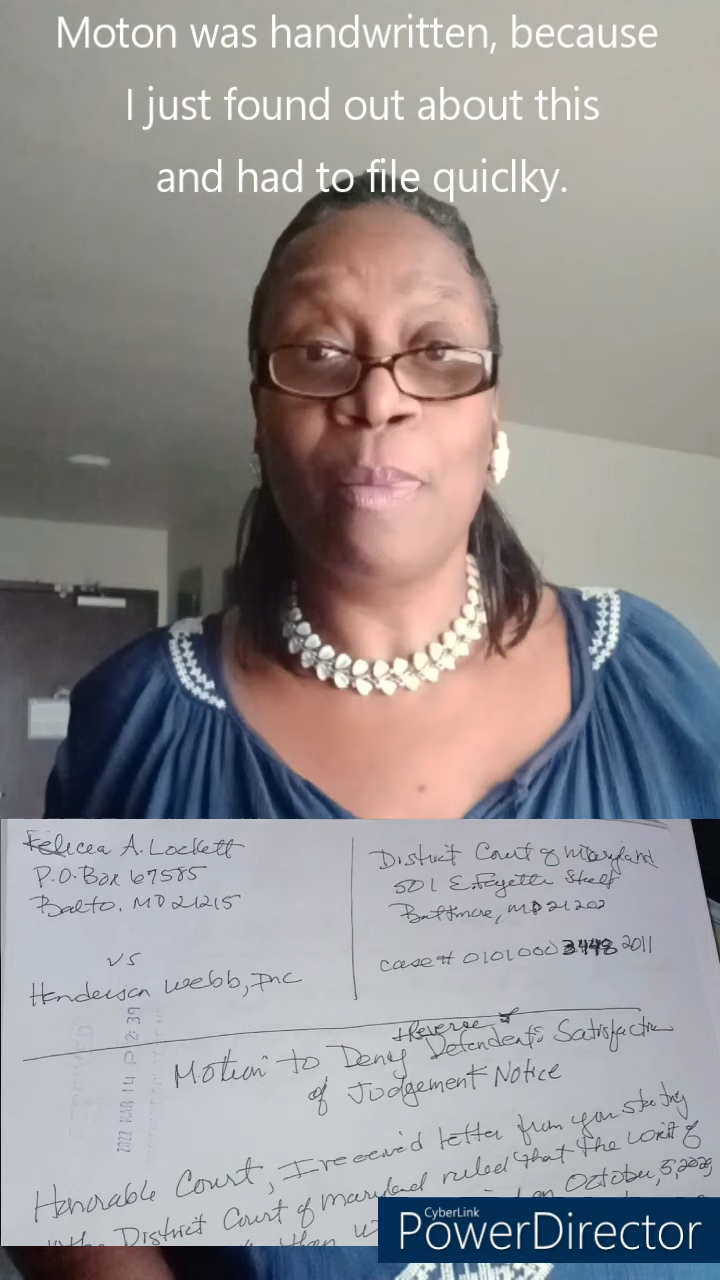 Moton was handwritten, because
I just found out about this
and had to file quiclky.
Felicea A. Lockett
P.O. Box 67585
Balto. MD 21215
vs
Henderson Webb, Inc
District Court of Maryland
501 E. Fayette Street
Baltimore, MD 21202
case # 0101000 3448 2011
2022 MAR 14 P 2:39
+Reverse
Motion to Deny Defendent's Satisfaction
of Judgement Notice
Honorable Court, I received letter from you stating
the District Court of Maryland ruled that the writ of
on October, 5, 2020,
CyberLink
PowerDirector